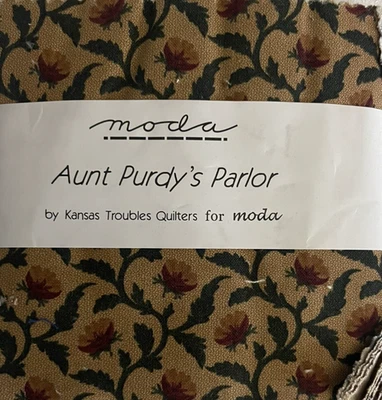 moda
Aunt Purdy's Parlor
by Kansas Troubles Quilters for moda